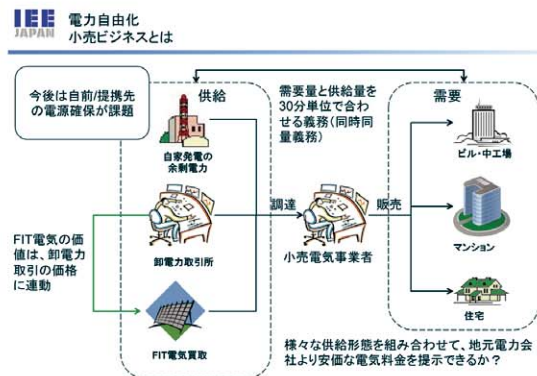 IEE
JAPAN
電力自由化
小売ビジネスとは
今後は自前/提携先
の電源確保が課題
供給
需要量と供給量を
30分単位で合わ
せる義務(同時同
量義務)
需要
自家発電の
余剰電力
ビル・中工場
調達
販売
卸電力取引所
小売電気事業者
マンション
FIT電気の価
値は、卸電力
取引の価格
に連動
FIT電気買取
住宅
様々な供給形態を組み合わせて、地元電力会
社より安価な電気料金を提示できるか？